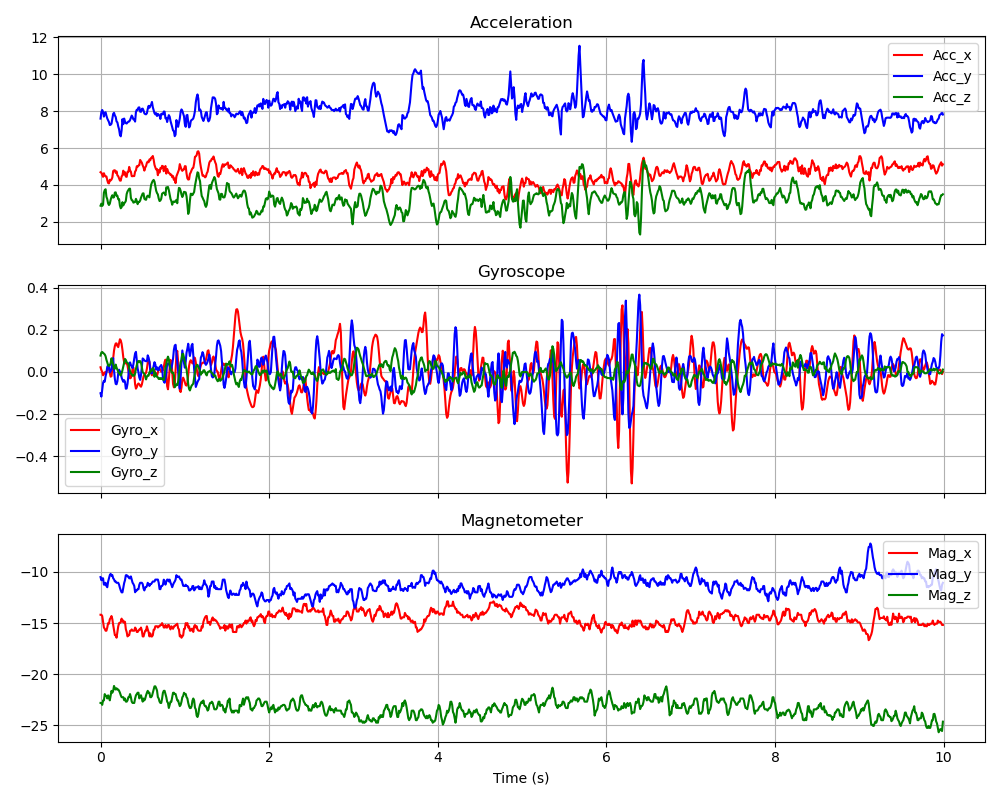 Acceleration
12
10
8
6
4
2
Acc_x
Acc_y
Acc_z
Gyroscope
0.4
0.2
0.0
−0.2
−0.4
Gyro_x
Gyro_y
Gyro_z
Magnetometer
−10
−15
−20
−25
Mag_x
Mag_y
Mag_z
0 2 4 6 8 10
Time (s)